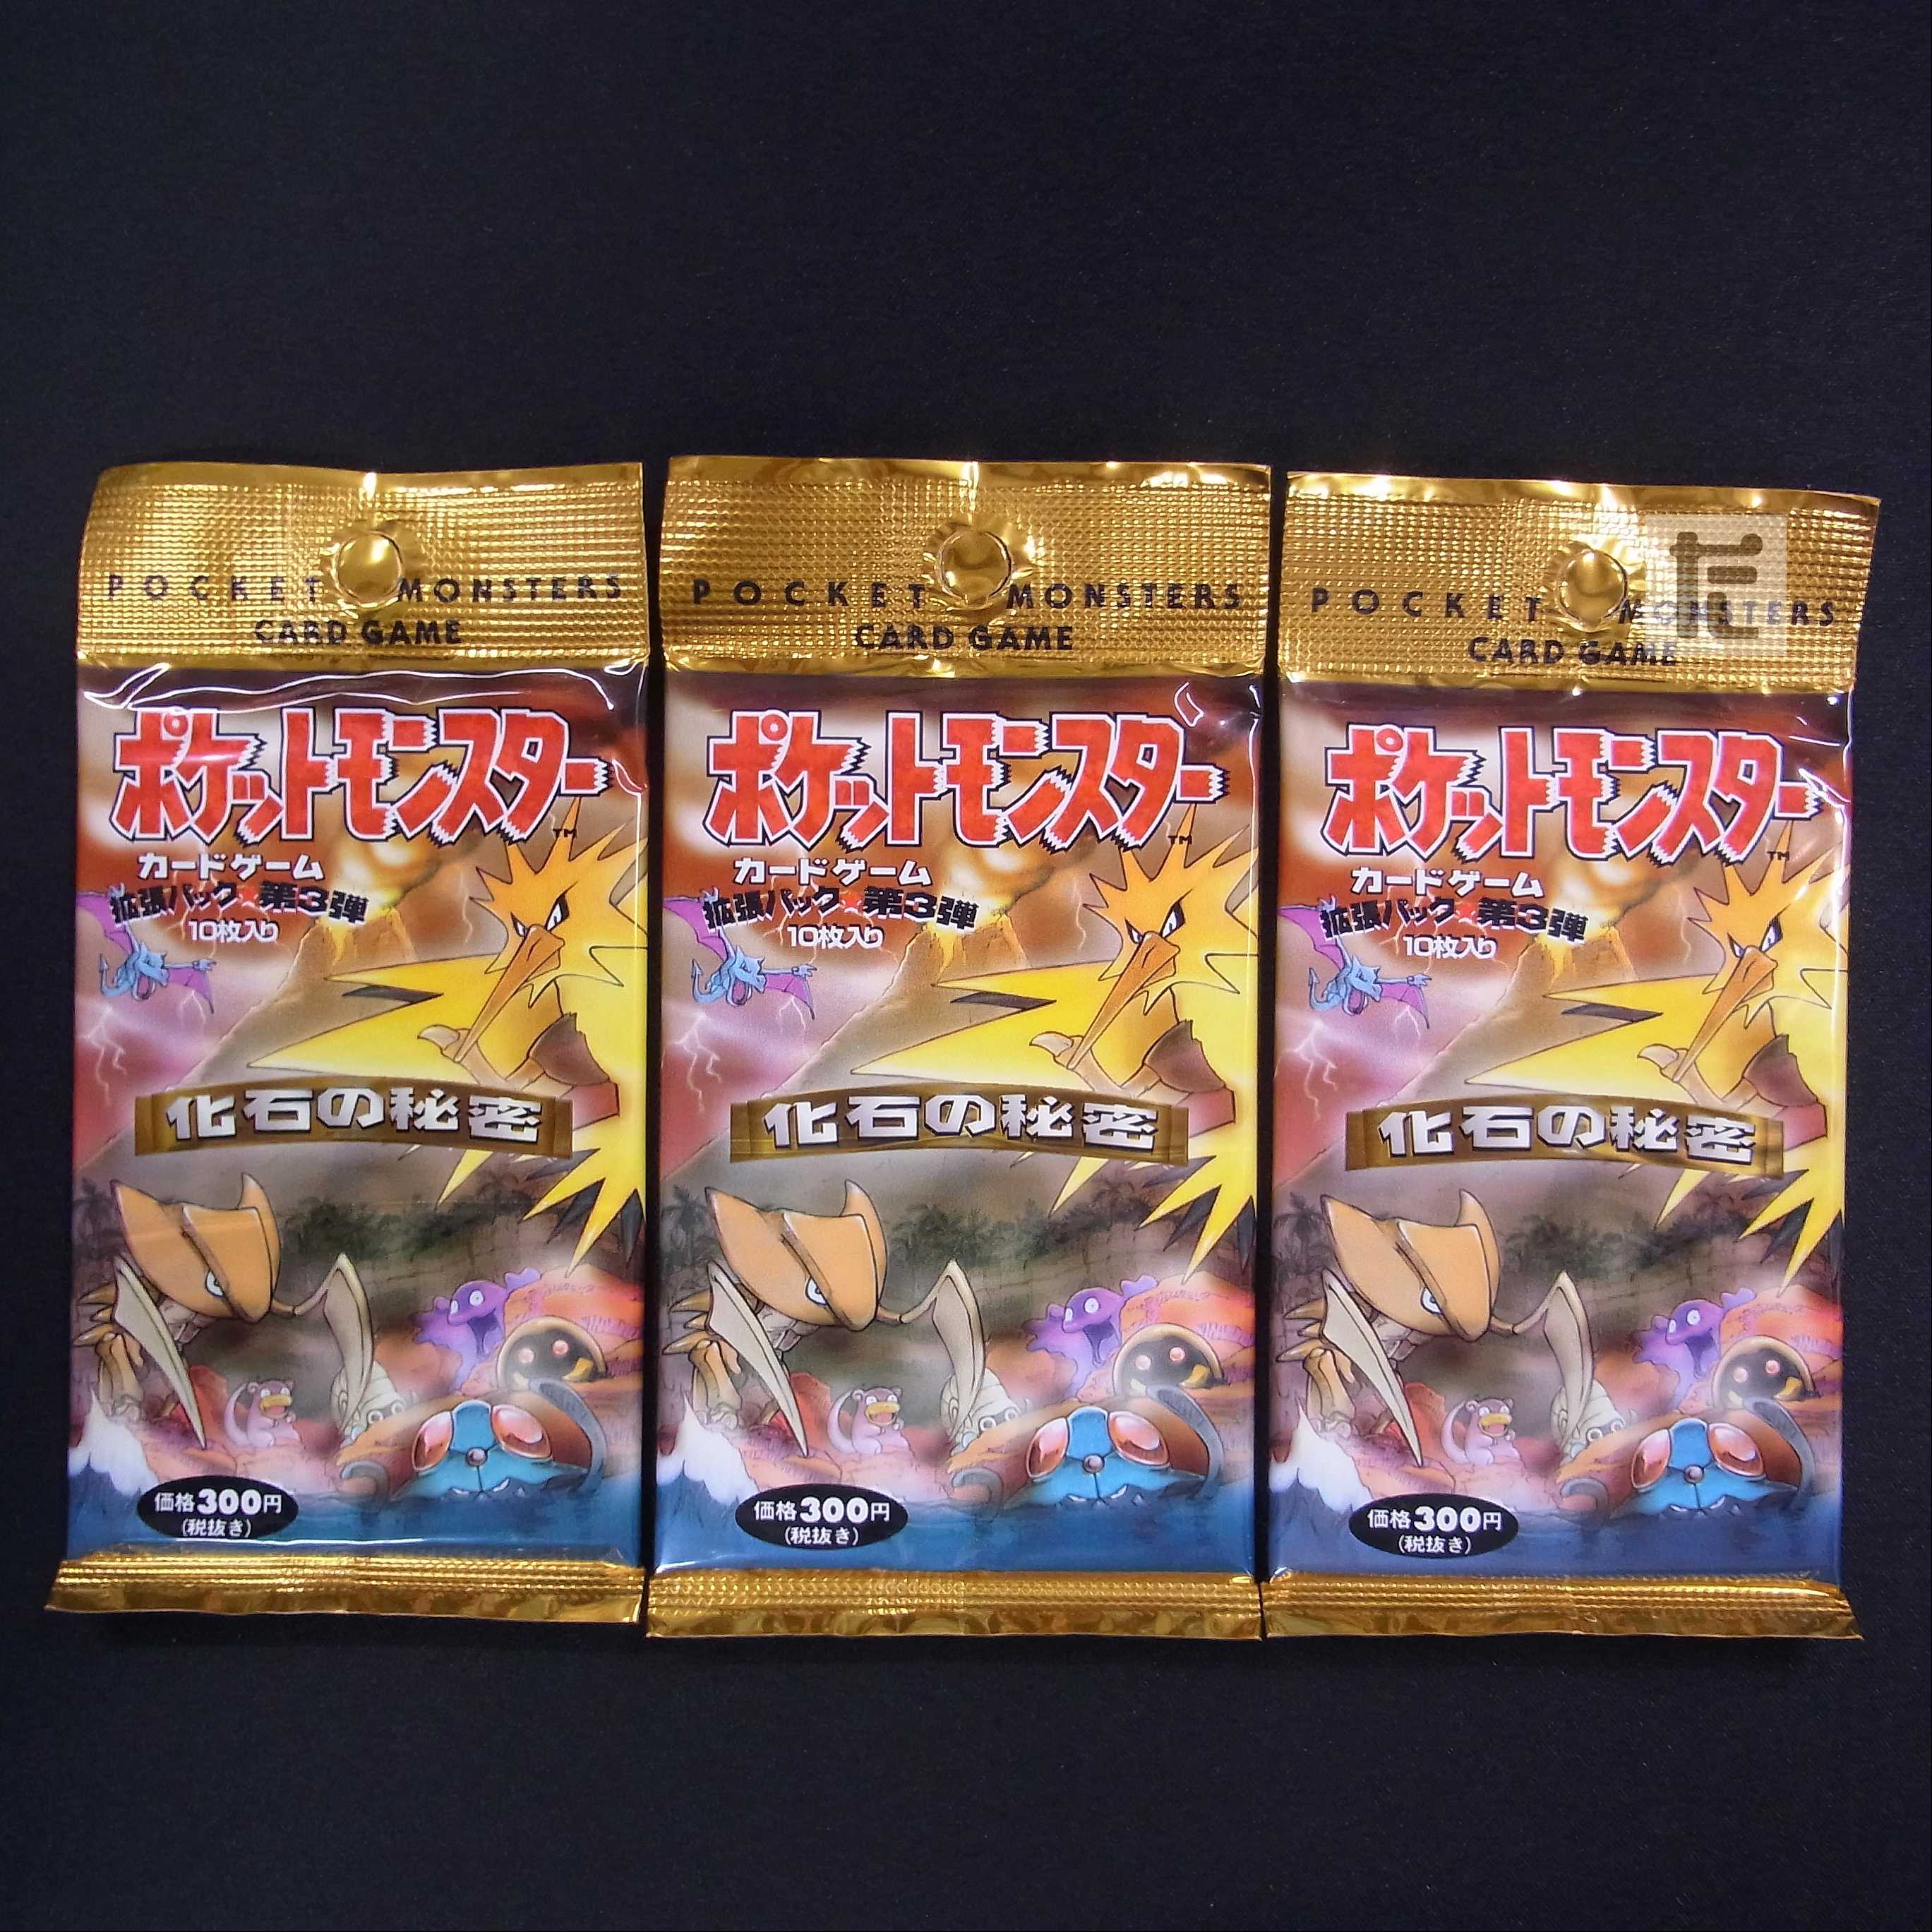 POCKET MONSTERS
CARD GAME
ポケットモンスター™
カードゲーム
拡張パック★第3弾
10枚入り
化石の秘密
価格300円
(税抜き)
POCKET MONSTERS
CARD GAME
ポケットモンスター™
カードゲーム
拡張パック★第3弾
10枚入り
化石の秘密
価格300円
(税抜き)
POCKET MONSTERS
CARD GAME
ポケットモンスター™
カードゲーム
拡張パック★第3弾
10枚入り
化石の秘密
価格300円
(税抜き)